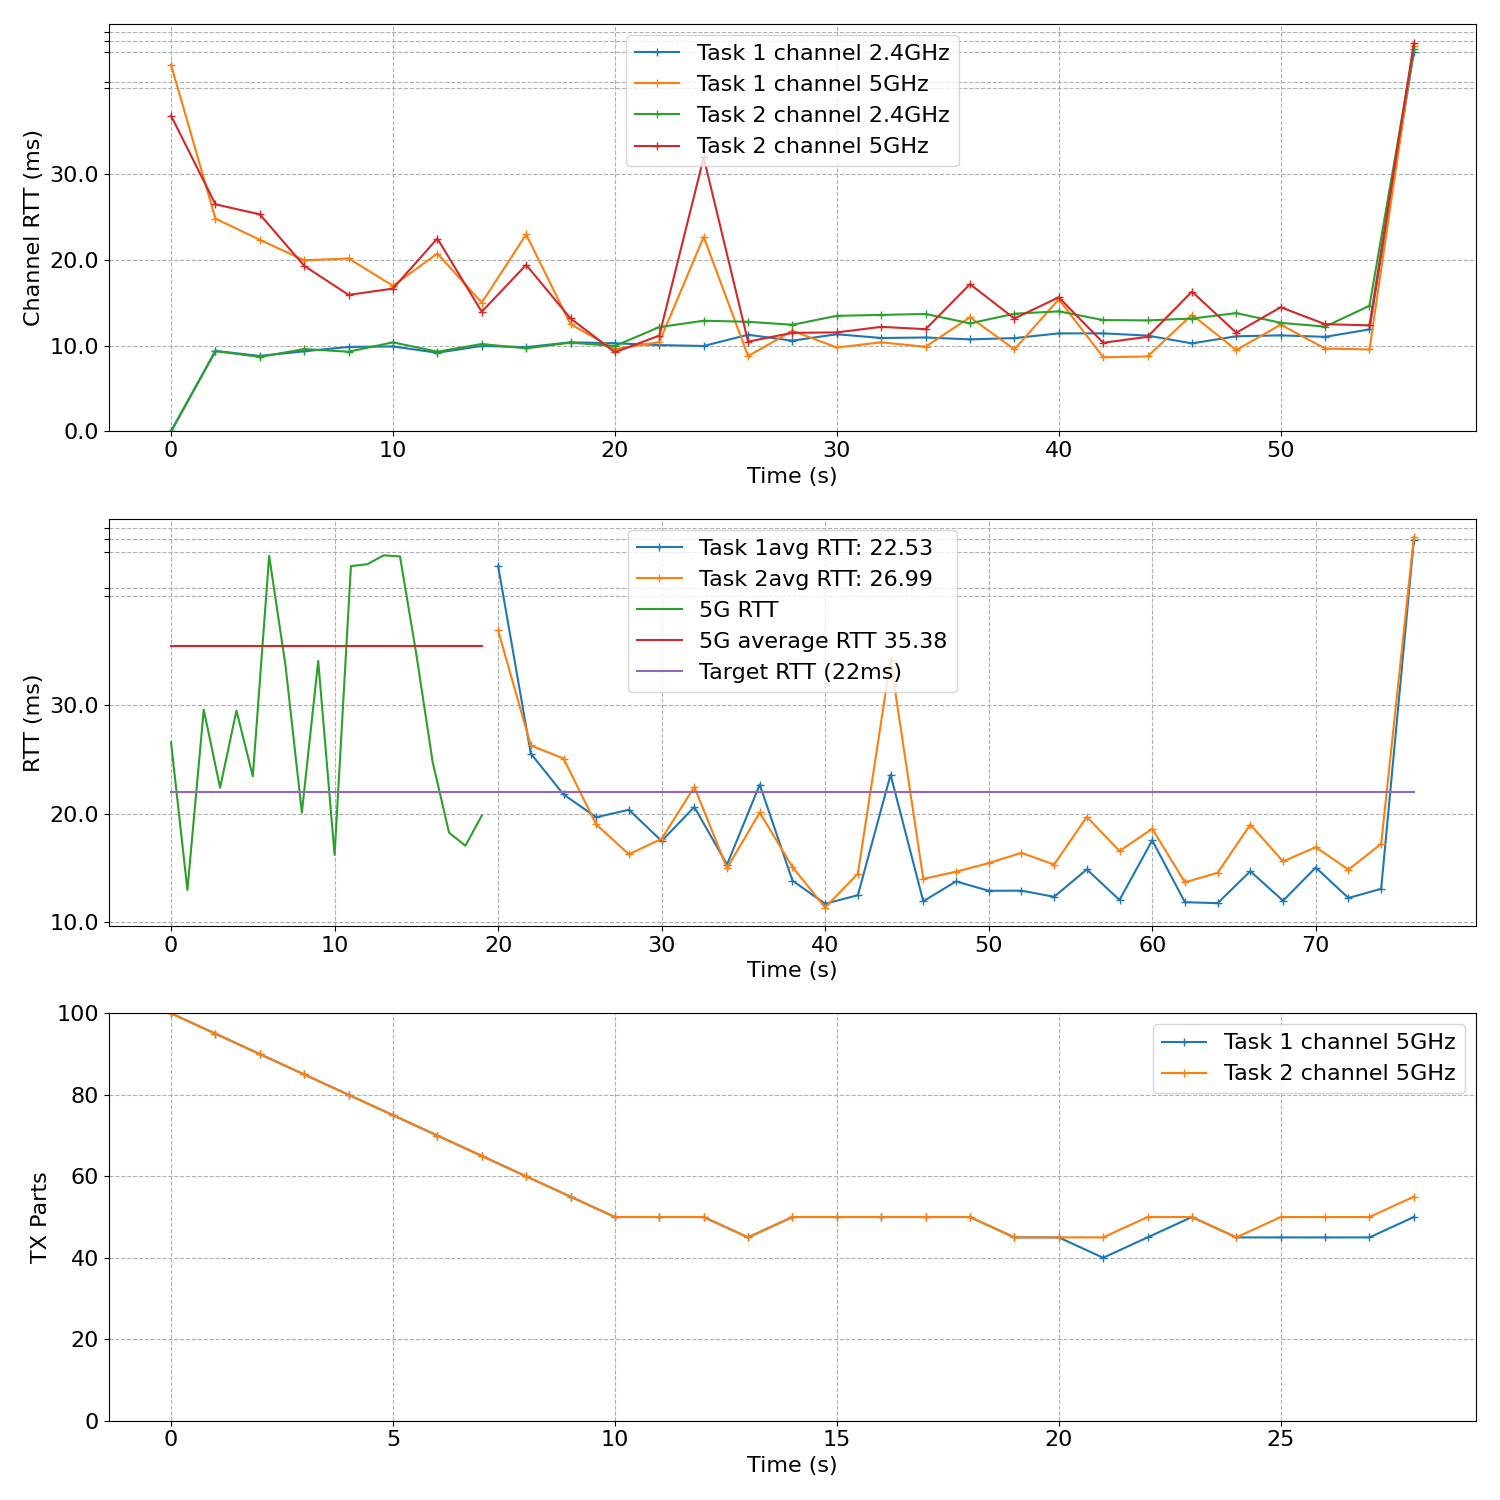 Channel RTT (ms)
30.0
20.0
10.0
0.0
Task 1 channel 2.4GHz
Task 1 channel 5GHz
Task 2 channel 2.4GHz
Task 2 channel 5GHz
0 10 20 30 40 50
Time (s)
RTT (ms)
30.0
20.0
10.0
Task 1avg RTT: 22.53
Task 2avg RTT: 26.99
5G RTT
5G average RTT 35.38
Target RTT (22ms)
0 10 20 30 40 50 60 70
Time (s)
TX Parts
100
80
60
40
20
0
Task 1 channel 5GHz
Task 2 channel 5GHz
0 5 10 15 20 25
Time (s)